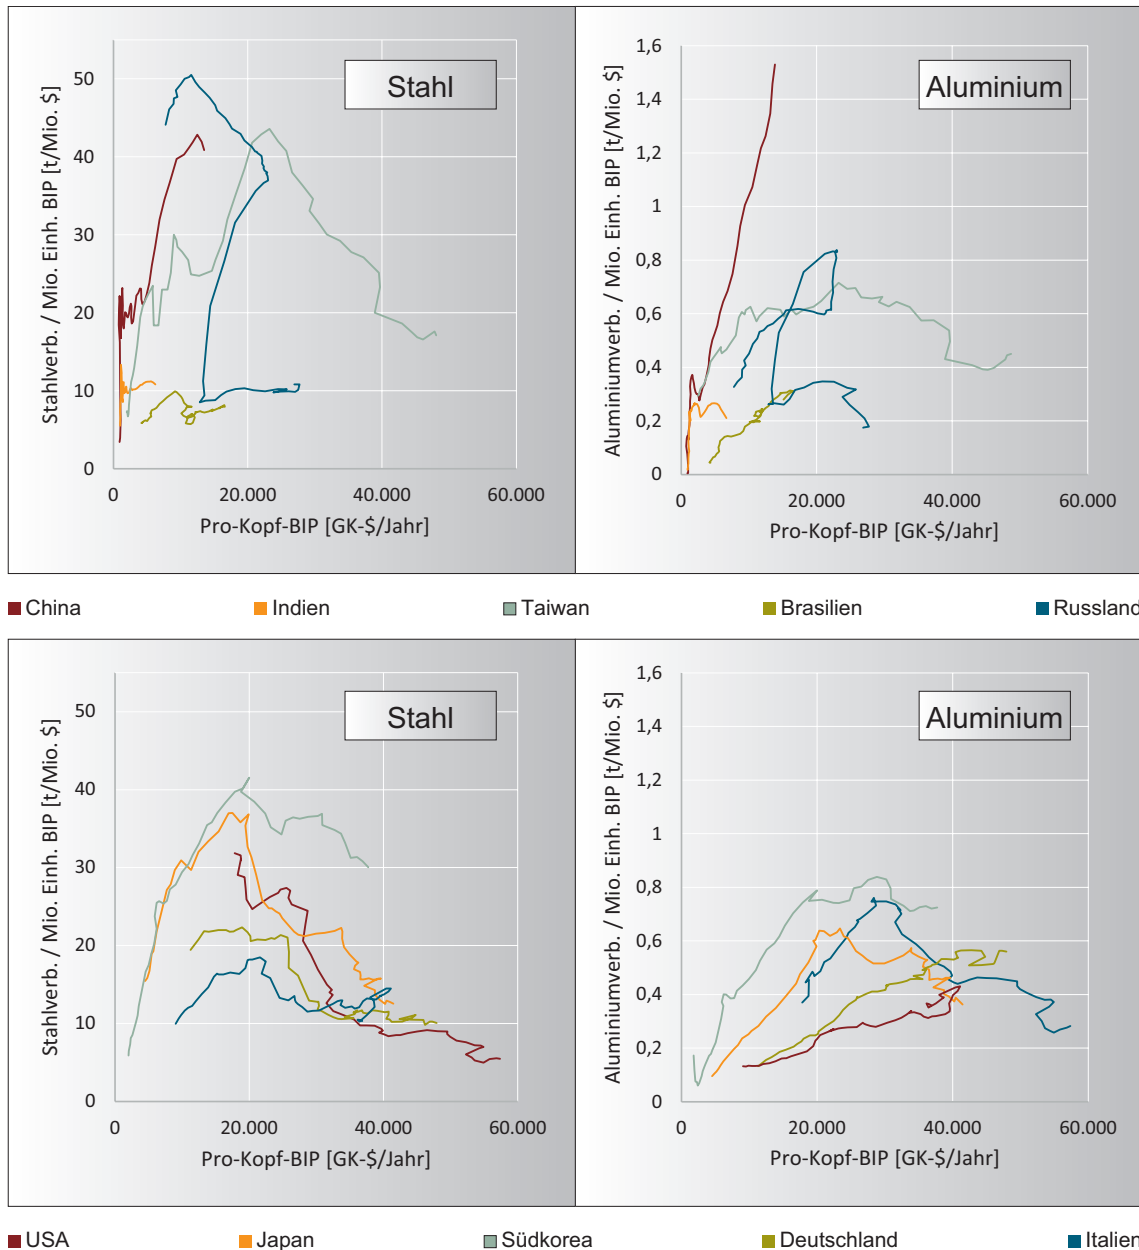 Stahl
Stahlverb. / Mio. Einh. BIP [t/Mio. $]
50
40
30
20
10
0
0 20.000 40.000 60.000
Pro-Kopf-BIP [GK-$/Jahr]
Aluminium
Aluminiumverb. / Mio. Einh. BIP [t/Mio. $]
1,6
1,4
1,2
1
0,8
0,6
0,4
0,2
0
0 20.000 40.000 60.000
Pro-Kopf-BIP [GK-$/Jahr]
China Indien Taiwan Brasilien Russland
Stahl
Stahlverb. / Mio. Einh. BIP [t/Mio. $]
50
40
30
20
10
0
0 20.000 40.000 60.000
Pro-Kopf-BIP [GK-$/Jahr]
Aluminium
Aluminiumverb. / Mio. Einh. BIP [t/Mio. $]
1,6
1,4
1,2
1
0,8
0,6
0,4
0,2
0
0 20.000 40.000 60.000
Pro-Kopf-BIP [GK-$/Jahr]
USA Japan Südkorea Deutschland Italien